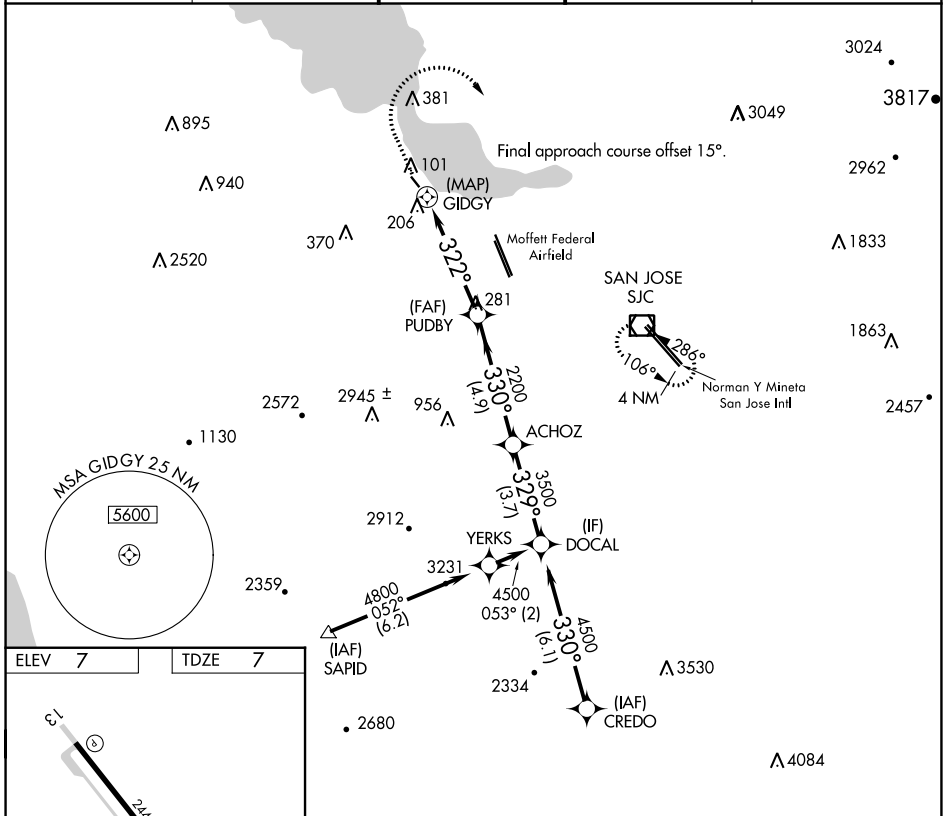 3024
3817
381
3049
895
Final approach course offset 15°.
101
2962
(MAP)
GIDGY
940
206
370
Moffett Federal
Airfield
1833
2520
322°
SAN JOSE
SJC
281
(FAF)
PUDBY
1863
286°
106°
4 NM
Norman Y Mineta
San Jose Intl
2200
330°
(4.9)
2945 ±
956
2572
2457
1130
ACHOZ
MSA GIDGY 25 NM
5600
3500
329°
(3.7)
2912
YERKS
(IF)
DOCAL
3231
2359
4800
052°
(6.2)
4500
053° (2)
4500
330°
(6.1)
(IAF)
SAPID
ELEV 7
TDZE 7
2334
3530
(IAF)
CREDO
2680
13
P
4084